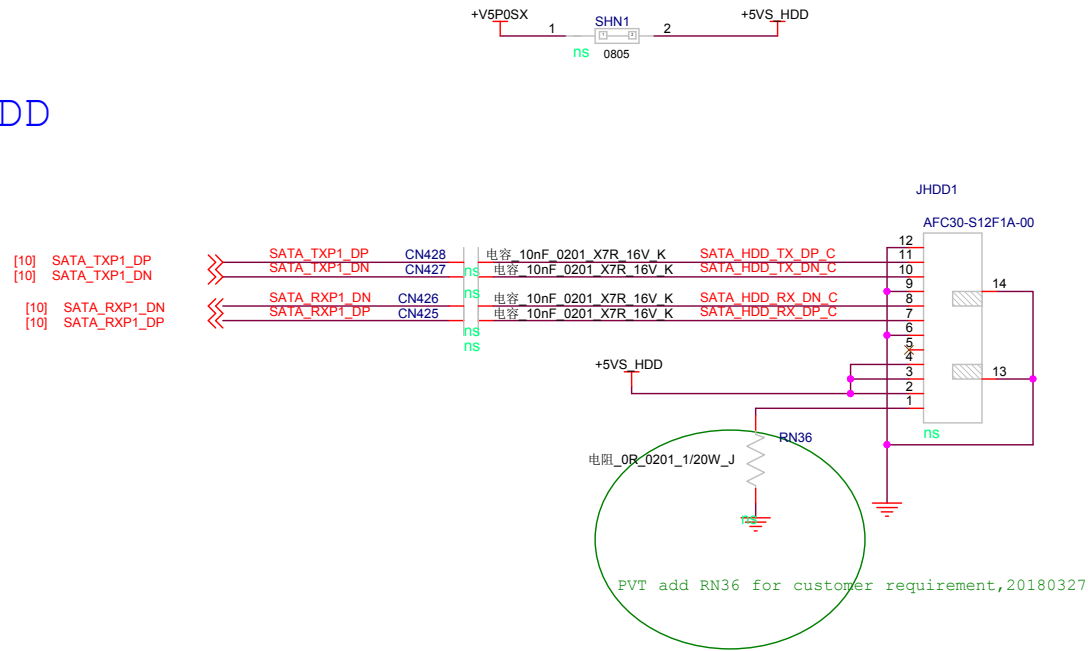 +V5P0SX
SHN1
+5VS_HDD
1
2
ns
0805
DD
JHDD1
AFC30-S12F1A-00
[10] SATA_TXP1_DP
SATA_TXP1_DP
CN428
电容_10nF_0201_X7R_16V_K
SATA_HDD_TX_DP_C
[10] SATA_TXP1_DN
SATA_TXP1_DN
CN427
ns
电容_10nF_0201_X7R_16V_K
SATA_HDD_TX_DN_C
ns
[10] SATA_RXP1_DN
SATA_RXP1_DN
CN426
电容_10nF_0201_X7R_16V_K
SATA_HDD_RX_DN_C
[10] SATA_RXP1_DP
SATA_RXP1_DP
CN425
电容_10nF_0201_X7R_16V_K
SATA_HDD_RX_DP_C
ns
ns
12
11
10
9
8
7
6
5
4
3
2
1
14
13
ns
+5VS_HDD
RN36
电阻_0R_0201_1/20W_J
ns
PVT add RN36 for customer requirement,20180327